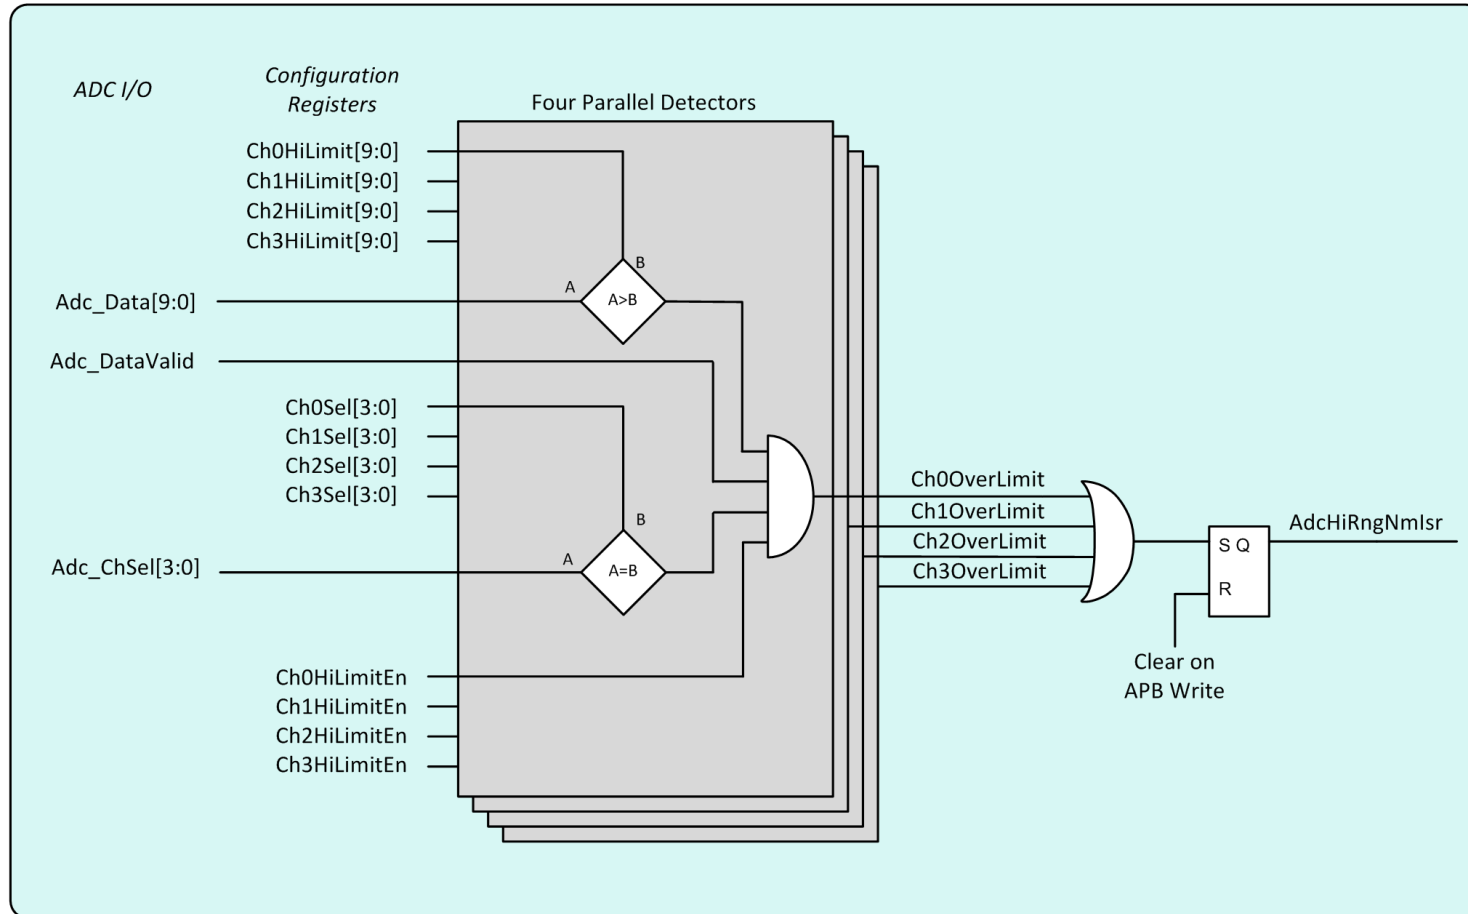 ADC I/O
Configuration
Registers
Four Parallel Detectors
Ch0HiLimit[9:0]
Ch1HiLimit[9:0]
Ch2HiLimit[9:0]
Ch3HiLimit[9:0]
B
A
A>B
Adc_Data[9:0]
Adc_DataValid
Ch0Sel[3:0]
Ch1Sel[3:0]
Ch2Sel[3:0]
Ch3Sel[3:0]
B
A
A=B
Adc_ChSel[3:0]
Ch0OverLimit
Ch1OverLimit
Ch2OverLimit
Ch3OverLimit
AdcHiRngNmIsr
S Q
R
Clear on
APB Write
Ch0HiLimitEn
Ch1HiLimitEn
Ch2HiLimitEn
Ch3HiLimitEn